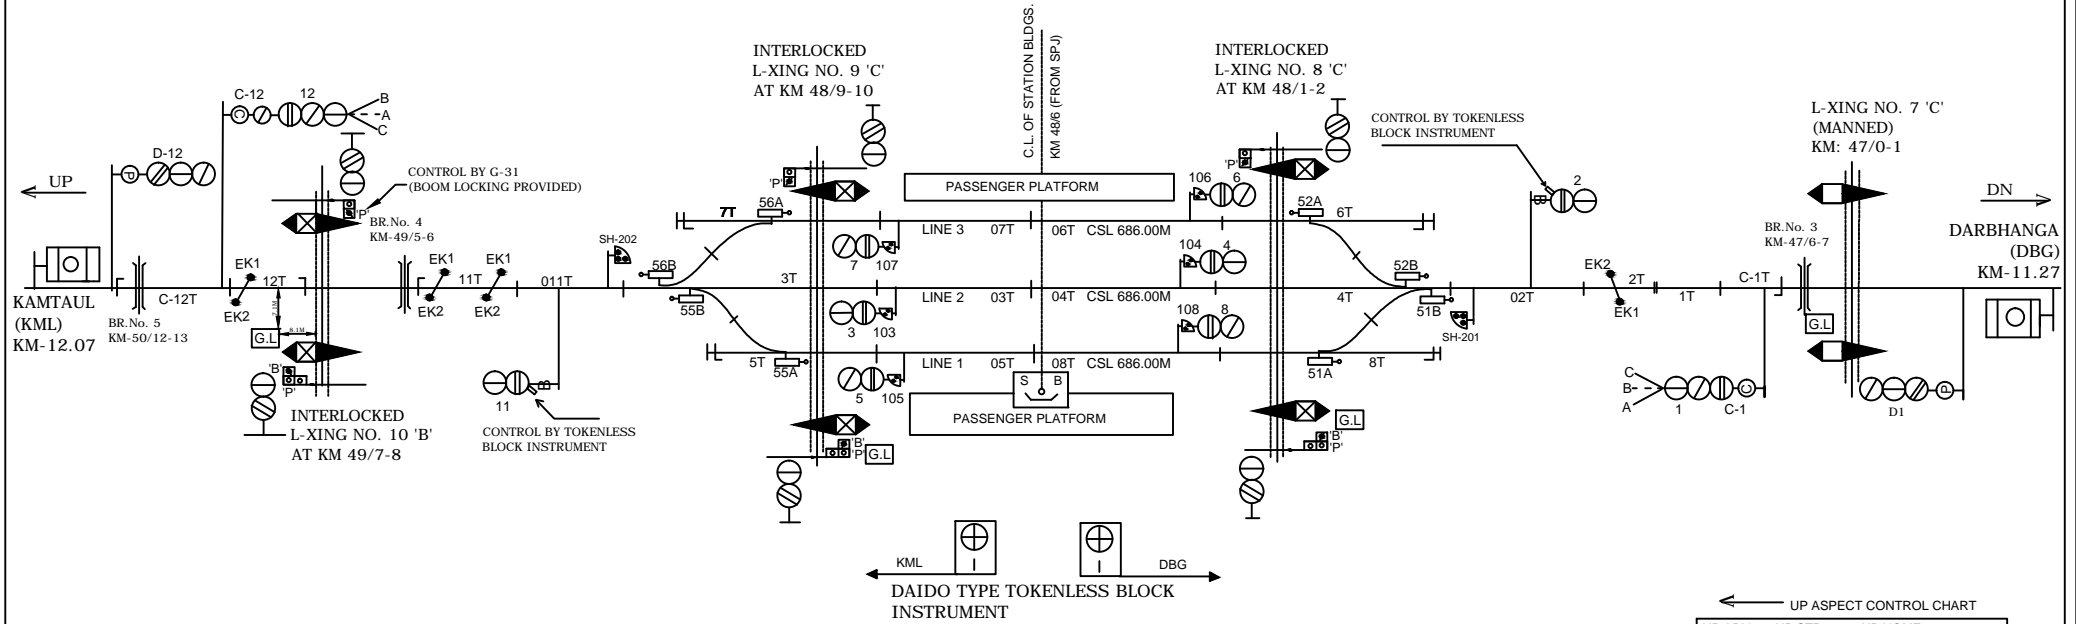 C.L. OF STATION BLDGS.
KM 48/6 (FROM SPJ)
INTERLOCKED
L-XING NO. 9 'C'
AT KM 48/9-10
INTERLOCKED
L-XING NO. 8 'C'
AT KM 48/1-2
CONTROL BY TOKENLESS
BLOCK INSTRUMENT
L-XING NO. 7 'C'
(MANNED)
KM: 47/0-1
C-12
12
C
B
A
C
D-12
P
UP
CONTROL BY G-31
(BOOM LOCKING PROVIDED)
'P'
BR.No. 4
KM-49/5-6
'P'
PASSENGER PLATFORM
106
6
'P'
52A
2
B
DN
DARBHANGA
(DBG)
KM-11.27
56A
7T
LINE 3
07T
06T
CSL 686.00M
6T
BR.No. 3
KM-47/6-7
SH-202
7
107
104
4
56B
52B
EK1
EK2
12T
EK1
EK2
11T
EK1
EK2
011T
3T
LINE 2
03T
04T
CSL 686.00M
4T
02T
EK2
EK1
2T
1T
C-1T
KAMTAUL
(KML)
KM-12.07
C-12T
BR.No. 5
KM-50/12-13
7.1M
8.1M
G.L
55B
3
103
108
8
51B
SH-201
G.L
5T
55A
LINE 1
05T
08T
CSL 686.00M
51A
8T
S
B
PASSENGER PLATFORM
5
105
11
B
CONTROL BY TOKENLESS
BLOCK INSTRUMENT
'B'
'P'
INTERLOCKED
L-XING NO. 10 'B'
AT KM 49/7-8
'B'
'P'
G.L
G.L
'B'
'P'
C
B
A
1
C-1
C
D1
P
KML
DBG
DAIDO TYPE TOKENLESS BLOCK
INSTRUMENT
UP ASPECT CONTROL CHART